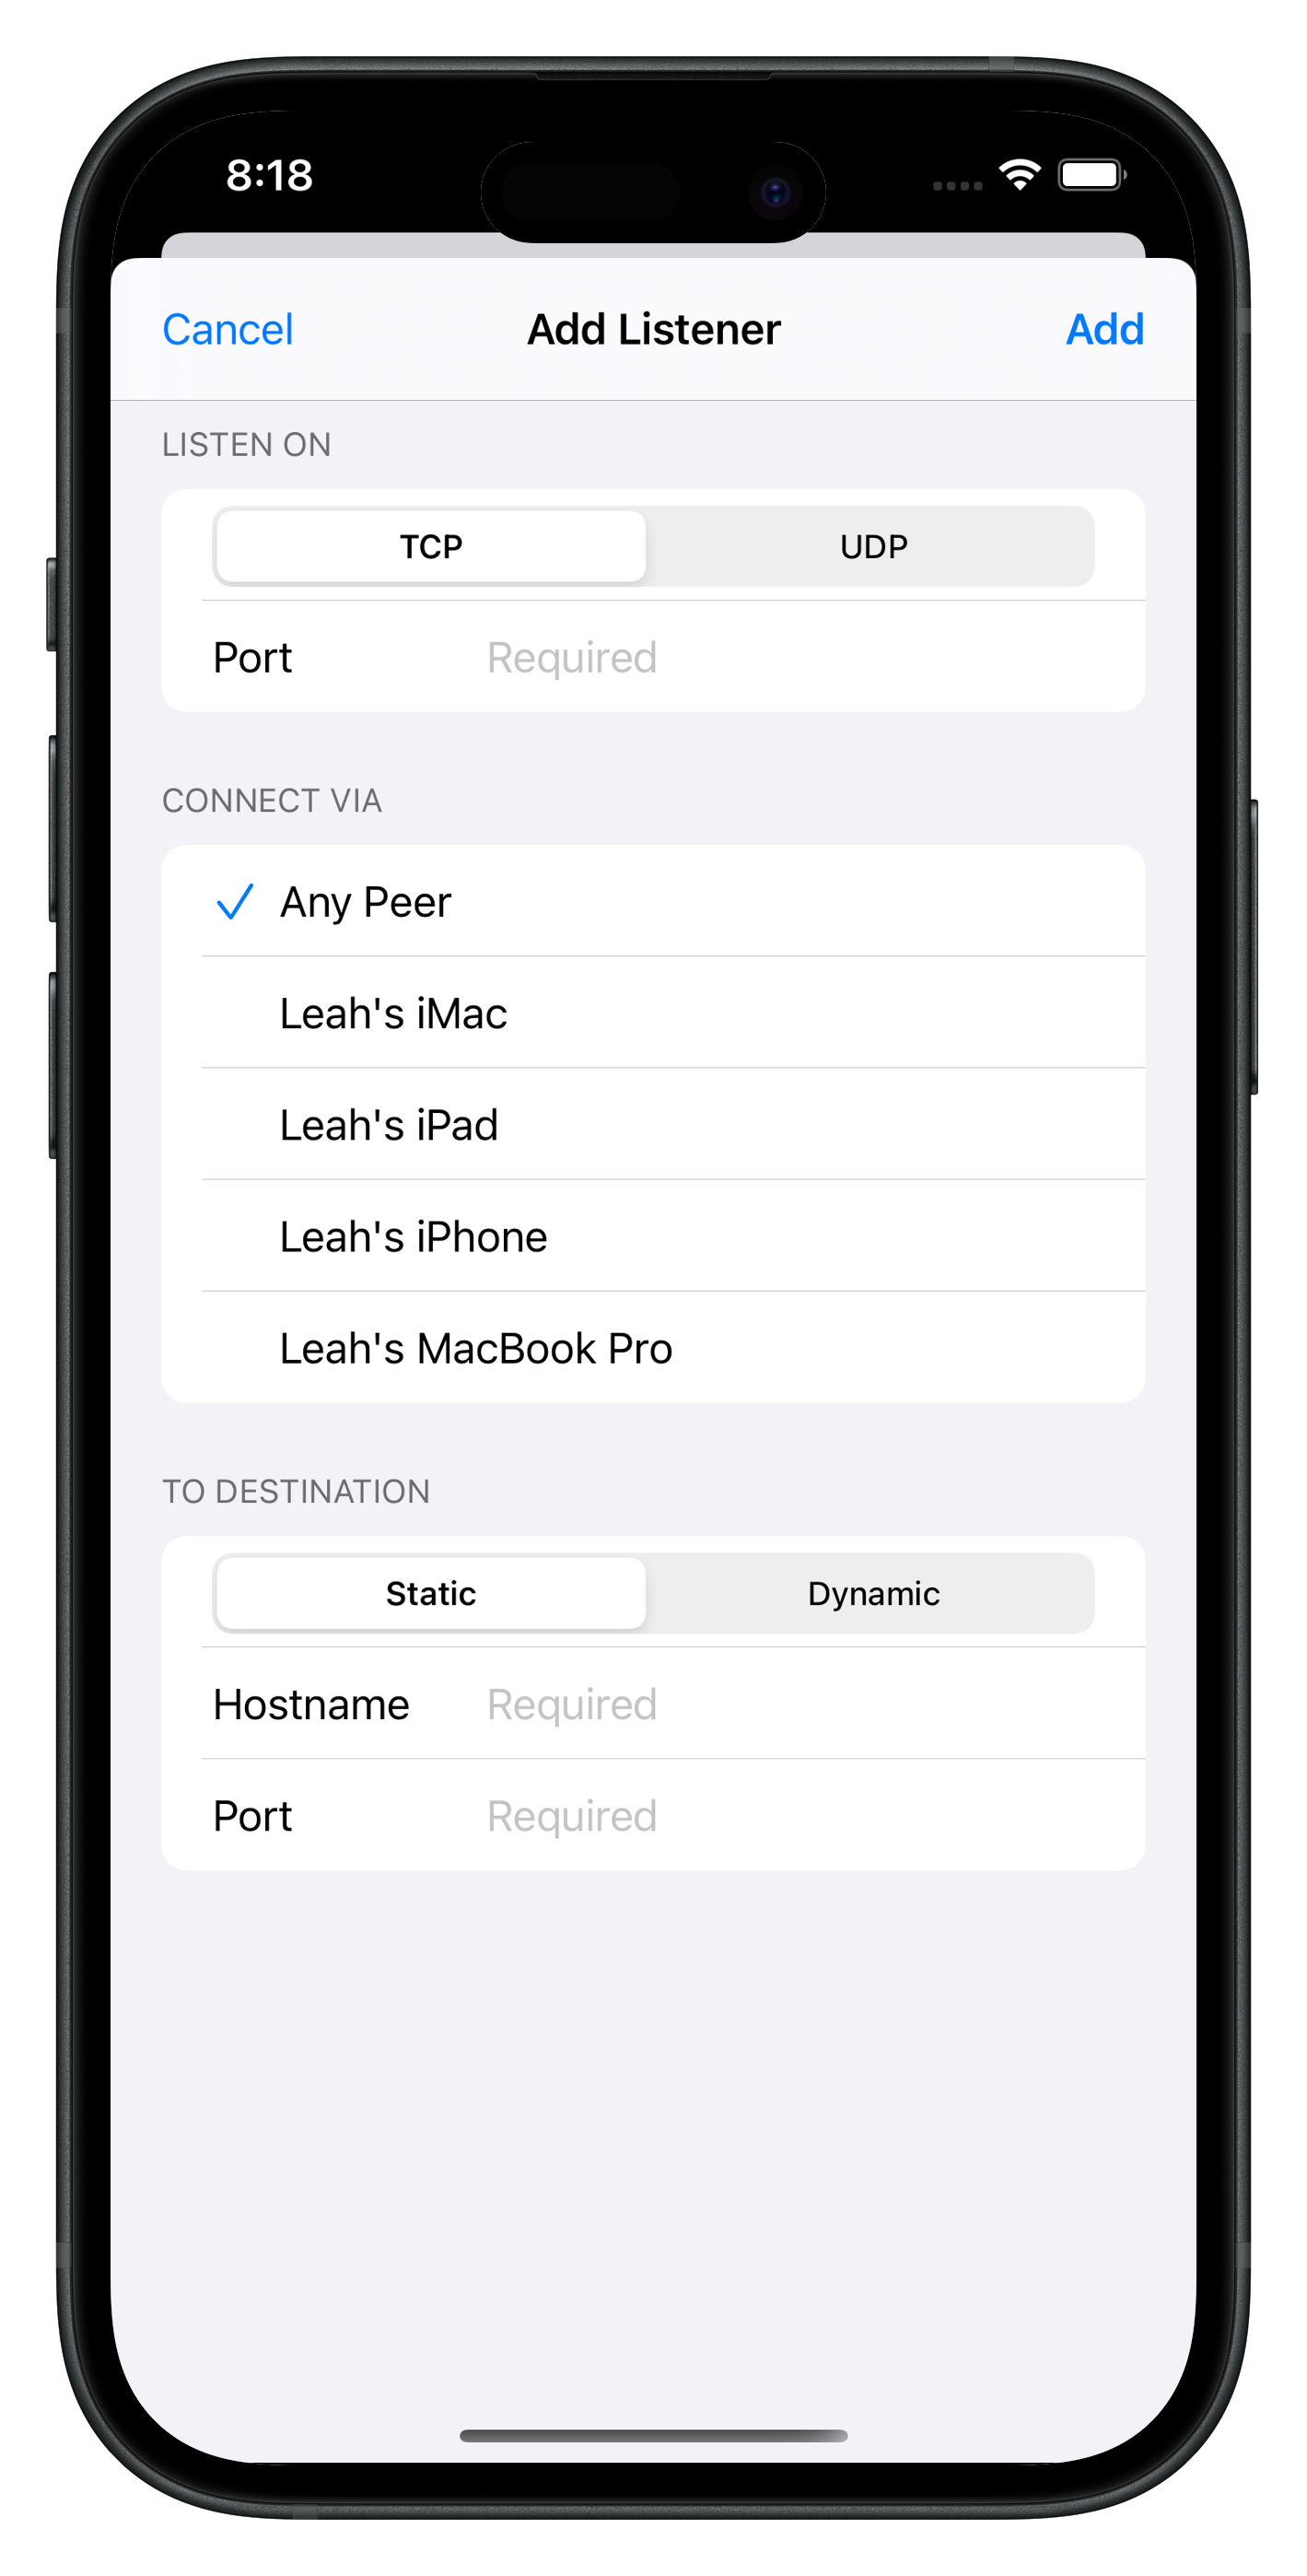 8:18
Cancel Add Listener Add
LISTEN ON
TCP UDP
Port Required
CONNECT VIA
Any Peer
Leah's iMac
Leah's iPad
Leah's iPhone
Leah's MacBook Pro
TO DESTINATION
Static Dynamic
Hostname Required
Port Required